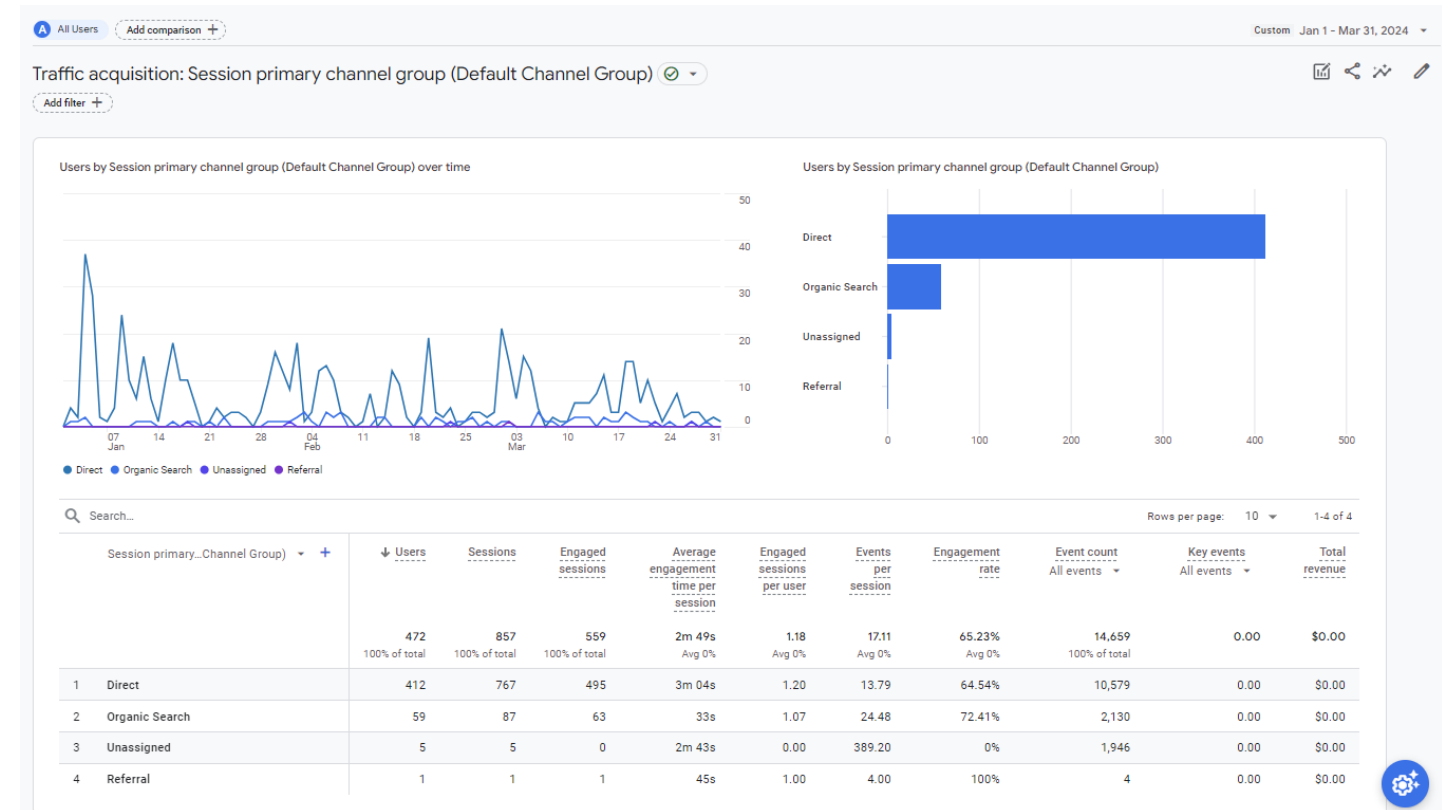 A All Users Add comparison + Custom Jan 1 - Mar 31, 2024
Traffic acquisition: Session primary channel group (Default Channel Group)
Add filter +
Users by Session primary channel group (Default Channel Group) over time
50
40
30
20
10
0
07 14 21 28 04 11 18 25 03 10 17 24 31
Jan Feb Mar
Direct Organic Search Unassigned Referral
Users by Session primary channel group (Default Channel Group)
Direct
Organic Search
Unassigned
Referral
0 100 200 300 400 500
Search... Rows per page: 10 1-4 of 4
Session primary...Channel Group) + Users Sessions Engaged Average Engaged Events Engagement Event count Key events Total
sessions engagement sessions per rate All events All events revenue
time per per user session
session
472 857 559 2m 49s 1.18 17.11 65.23% 14,659 0.00 $0.00
100% of total 100% of total 100% of total Avg 0% Avg 0% Avg 0% Avg 0% 100% of total
1 Direct 412 767 495 3m 04s 1.20 13.79 64.54% 10,579 0.00 $0.00
2 Organic Search 59 87 63 33s 1.07 24.48 72.41% 2,130 0.00 $0.00
3 Unassigned 5 5 0 2m 43s 0.00 389.20 0% 1,946 0.00 $0.00
4 Referral 1 1 1 45s 1.00 4.00 100% 4 0.00 $0.00